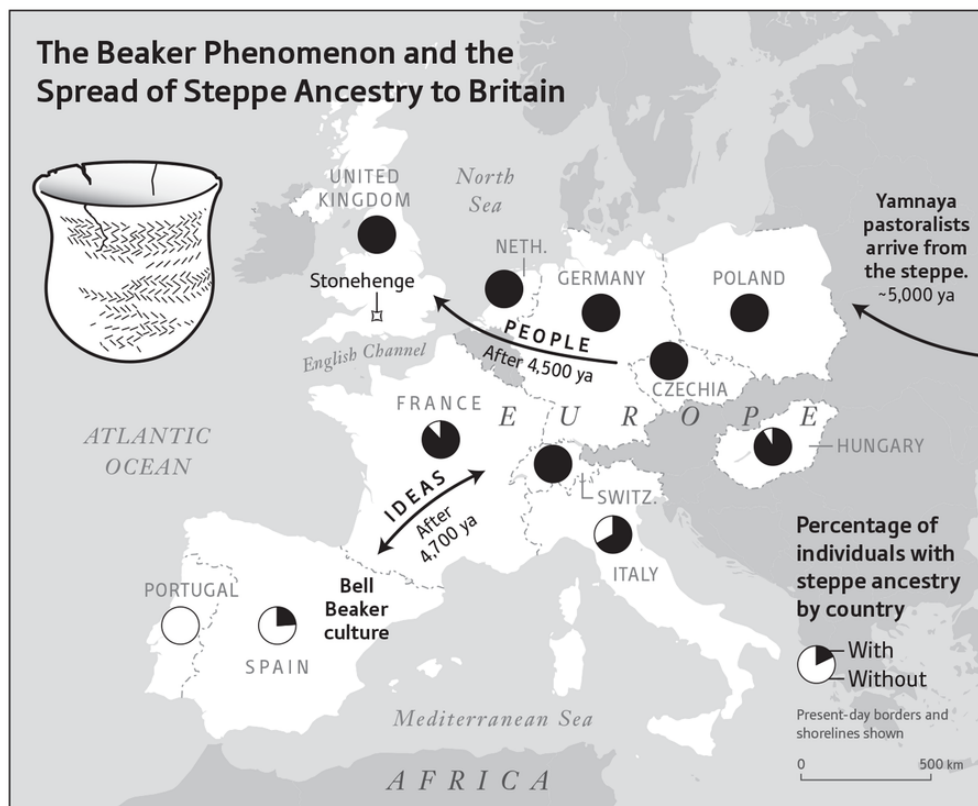 The Beaker Phenomenon and the
Spread of Steppe Ancestry to Britain
UNITED
KINGDOM
North
Sea
Yamnaya
pastoralists
arrive from
the steppe.
~5,000 ya
NETH.
GERMANY
POLAND
Stonehenge
PEOPLE
After 4,500 ya
English Channel
CZECHIA
FRANCE
EUROPE
ATLANTIC
OCEAN
HUNGARY
IDEAS
After
4,700 ya
SWITZ.
ITALY
Percentage of
individuals with
steppe ancestry
by country
PORTUGAL
Bell
Beaker
culture
SPAIN
With
Without
Mediterranean Sea
Present-day borders and
shorelines shown
0 500 km
AFRICA